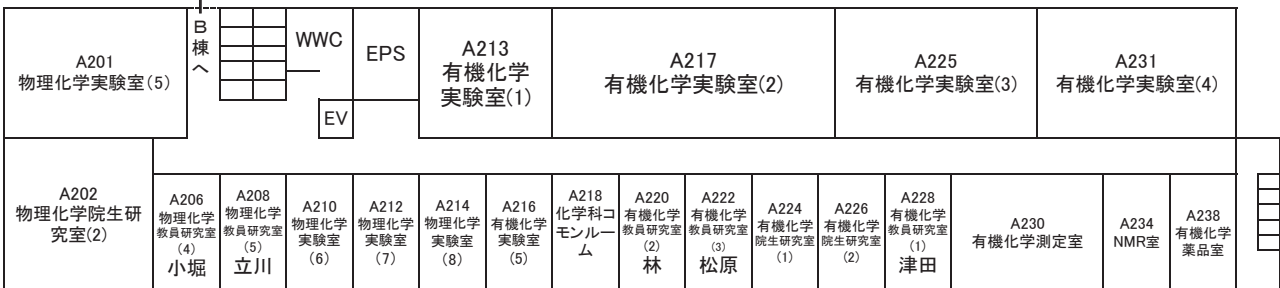 A201
物理化学実験室(5)
B
棟
へ
WWC
EPS
EV
A213
有機化学
実験室(1)
A217
有機化学実験室(2)
A225
有機化学実験室(3)
A231
有機化学実験室(4)
A202
物理化学院生研
究室(2)
A206
物理化学
教員研究室
(4)
小堀
A208
物理化学
教員研究室
(5)
立川
A210
物理化学
実験室
(6)
A212
物理化学
実験室
(7)
A214
物理化学
実験室
(8)
A216
有機化学
実験室
(5)
A218
化学科コ
モンルー
ム
A220
有機化学
教員研究室
(2)
林
A222
有機化学
教員研究室
(3)
松原
A224
有機化学
院生研究室
(1)
A226
有機化学
院生研究室
(2)
A228
有機化学
教員研究室
(1)
津田
A230
有機化学測定室
A234
NMR室
A238
有機化学
薬品室